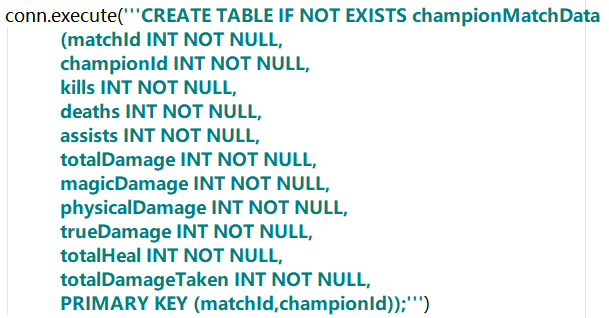 conn.execute('''CREATE TABLE IF NOT EXISTS championMatchData
(matchId INT NOT NULL,
championId INT NOT NULL,
kills INT NOT NULL,
deaths INT NOT NULL,
assists INT NOT NULL,
totalDamage INT NOT NULL,
magicDamage INT NOT NULL,
physicalDamage INT NOT NULL,
trueDamage INT NOT NULL,
totalHeal INT NOT NULL,
totalDamageTaken INT NOT NULL,
PRIMARY KEY (matchId,championId));''')